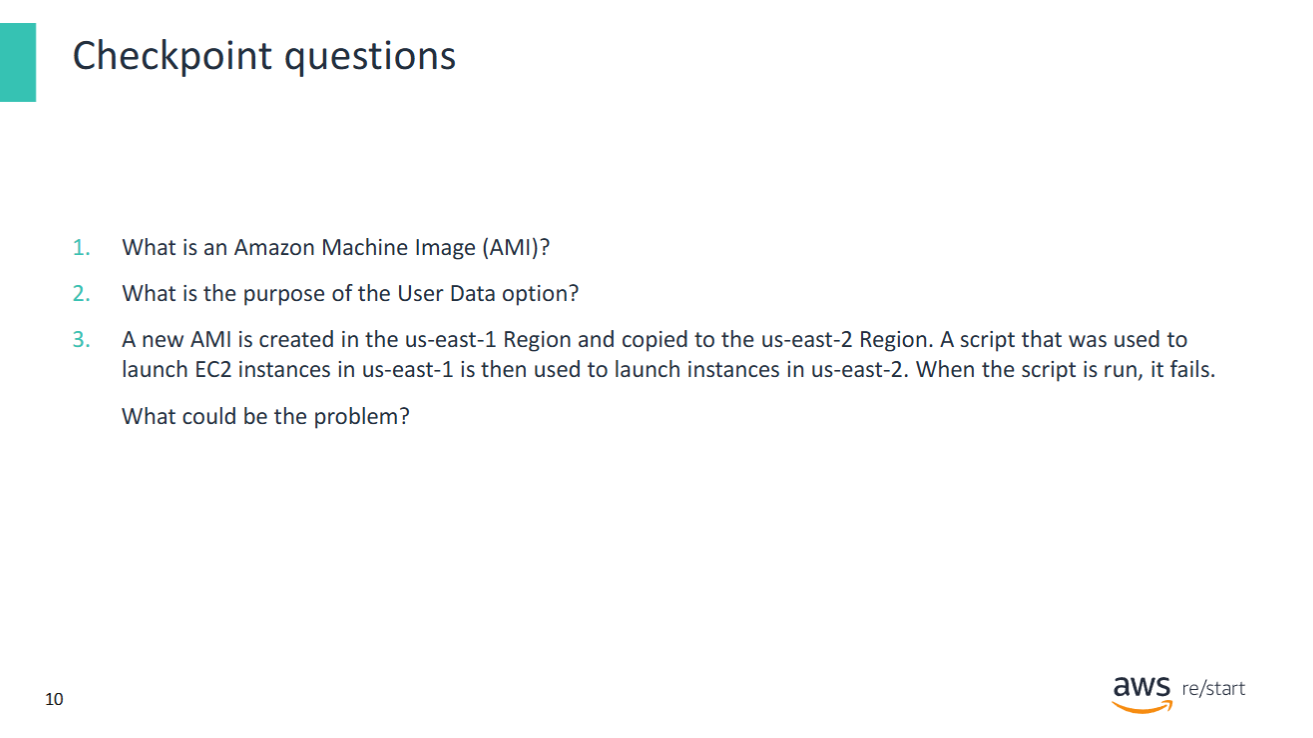 Checkpoint questions
1. What is an Amazon Machine Image (AMI)?
2. What is the purpose of the User Data option?
3. A new AMI is created in the us-east-1 Region and copied to the us-east-2 Region. A script that was used to
launch EC2 instances in us-east-1 is then used to launch instances in us-east-2. When the script is run, it fails.
What could be the problem?
10
aws re/start